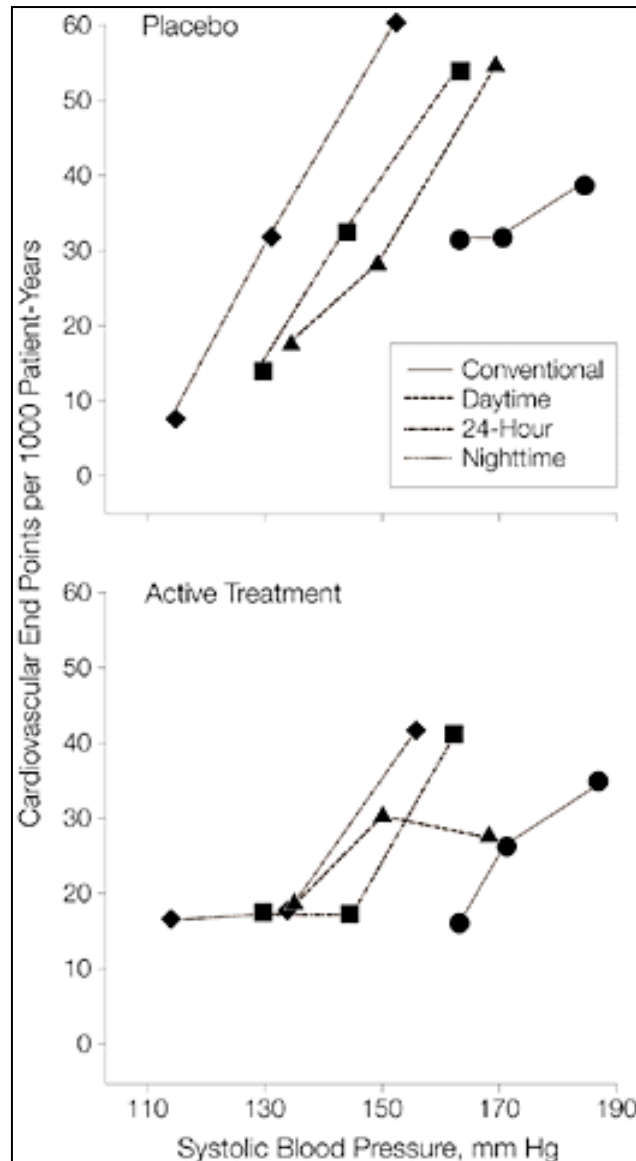 Cardiovascular End Points per 1000 Patient-Years
Placebo
60
50
40
30
20
10
0
Conventional
Daytime
24-Hour
Nighttime
Active Treatment
60
50
40
30
20
10
0
110 130 150 170 190
Systolic Blood Pressure, mm Hg